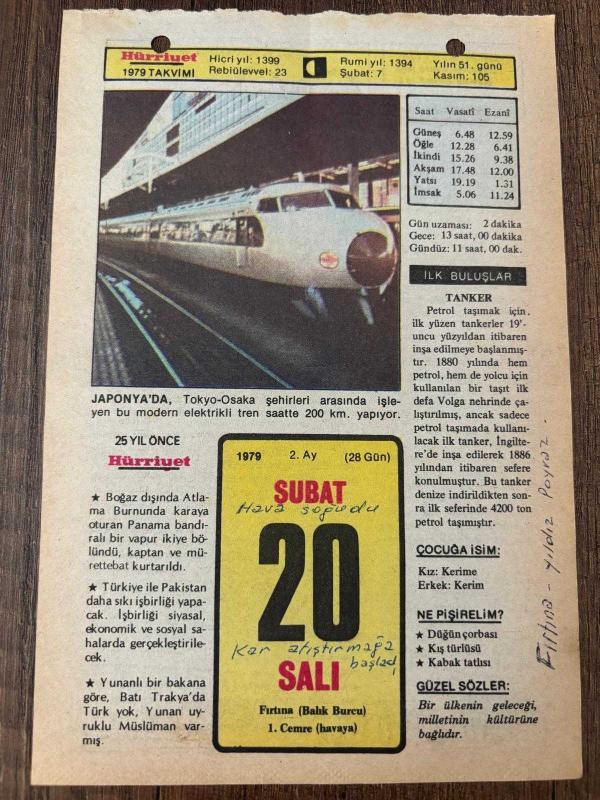 Hürriyet
1979 TAKVİMİ
Hicri yıl: 1399
Rebiülevvel: 23
Rumi yıl: 1394
Şubat: 7
Yılın 51. günü
Kasım: 105
Saat Vasatî Ezanî
Güneş 6.48 12.59
Öğle 12.28 6.41
İkindi 15.26 9.38
Akşam 17.48 12.00
Yatsı 19.19 1.31
İmsak 5.06 11.24
Gün uzaması: 2 dakika
Gece: 13 saat, 00 dakika
Gündüz: 11 saat, 00 dak.
JAPONYA'DA, Tokyo-Osaka şehirleri arasında işle-
yen bu modern elektrikli tren saatte 200 km. yapıyor.
İLK BULUŞLAR
TANKER
Petrol taşımak için,
ilk yüzen tankerler 19'-
uncu yüzyıldan itibaren
inşa edilmeye başlanmış-
tır. 1880 yılında hem
petrol, hem de yolcu için
kullanılan bir taşıt ilk
defa Volga nehrinde ça-
lıştırılmış, ancak sadece
petrol taşımada kullanı-
lacak ilk tanker, İngilte-
re'de inşa edilerek 1886
yılından itibaren sefere
konulmuştur. Bu tanker
denize indirildikten son-
ra ilk seferinde 4200 ton
petrol taşımıştır.
25 YIL ÖNCE
Hürriyet
★ Boğaz dışında Atla-
ma Burnunda karaya
oturan Panama bandı-
ralı bir vapur ikiye bö-
lündü, kaptan ve mü-
rettebat kurtarıldı.
★ Türkiye ile Pakistan
daha sıkı işbirliği yapa-
cak. İşbirliği siyasal,
ekonomik ve sosyal sa-
halarda gerçekleştirile-
cek.
★ Yunanlı bir bakana
göre, Batı Trakya'da
Türk yok, Yunan uy-
ruklu Müslüman var-
mış.
1979 2. Ay (28 Gün)
ŞUBAT
Hava soğudu
20
Kar atıştırmağa
başladı
SALI
Fırtına (Balık Burcu)
1. Cemre (havaya)
ÇOCUĞA İSİM:
Kız: Kerime
Erkek: Kerim
NE PİŞİRELİM?
★ Düğün çorbası
★ Kış türlüsü
★ Kabak tatlısı
GÜZEL SÖZLER:
Bir ülkenin geleceği,
milletinin kültürüne
bağlıdır.
Fırtına - yıldız Poyraz.